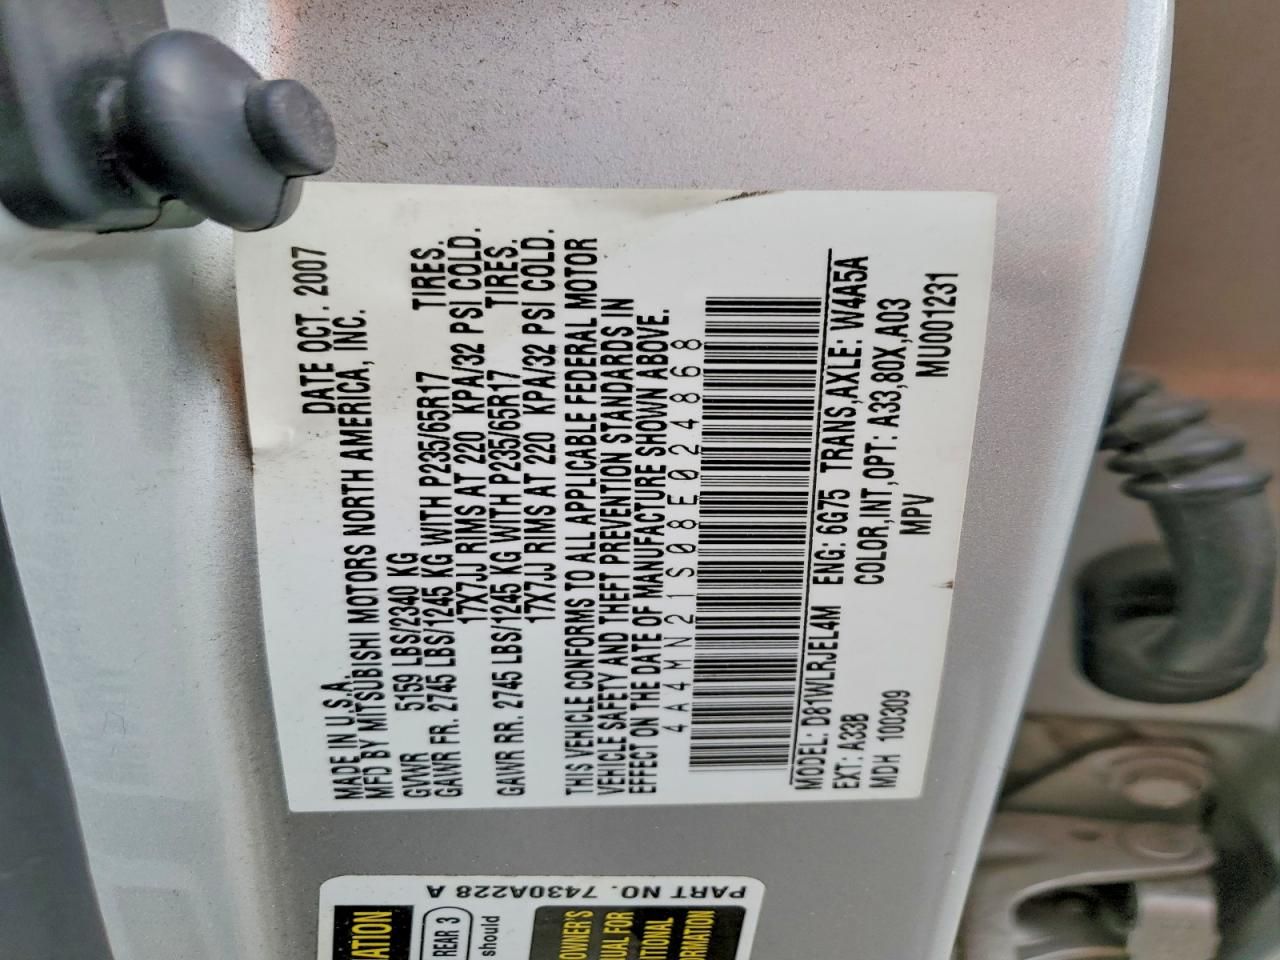 MADE IN U.S.A. DATE OCT. 2007
MFD BY MITSUBISHI MOTORS NORTH AMERICA, INC.
GVWR 5159 LBS/2340 KG
GAWR FR. 2745 LBS/1245 KG WITH P235/65R17 TIRES.
17X7JJ RIMS AT 220 KPA/32 PSI COLD.
GAWR RR. 2745 LBS/1245 KG WITH P235/65R17 TIRES.
17X7JJ RIMS AT 220 KPA/32 PSI COLD.
THIS VEHICLE CONFORMS TO ALL APPLICABLE FEDERAL MOTOR
VEHICLE SAFETY AND THEFT PREVENTION STANDARDS IN
EFFECT ON THE DATE OF MANUFACTURE SHOWN ABOVE.
4A4MN21S08E024868
MODEL: D81WLRJEL4M ENG: 6G75 TRANS,AXLE: W4A5A
EXT: A33B COLOR,INT,OPT: A33,80X,A03
MDH 100309 MPV MU001231
PART NO. 7430A228 A
ATION
REAR 3
should
OWNER'S
UAL FOR
ITIONAL
RMATION